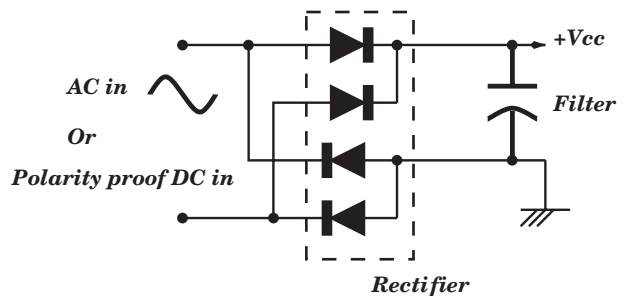 +Vcc
AC in
Filter
Or
Polarity proof DC in
Rectifier